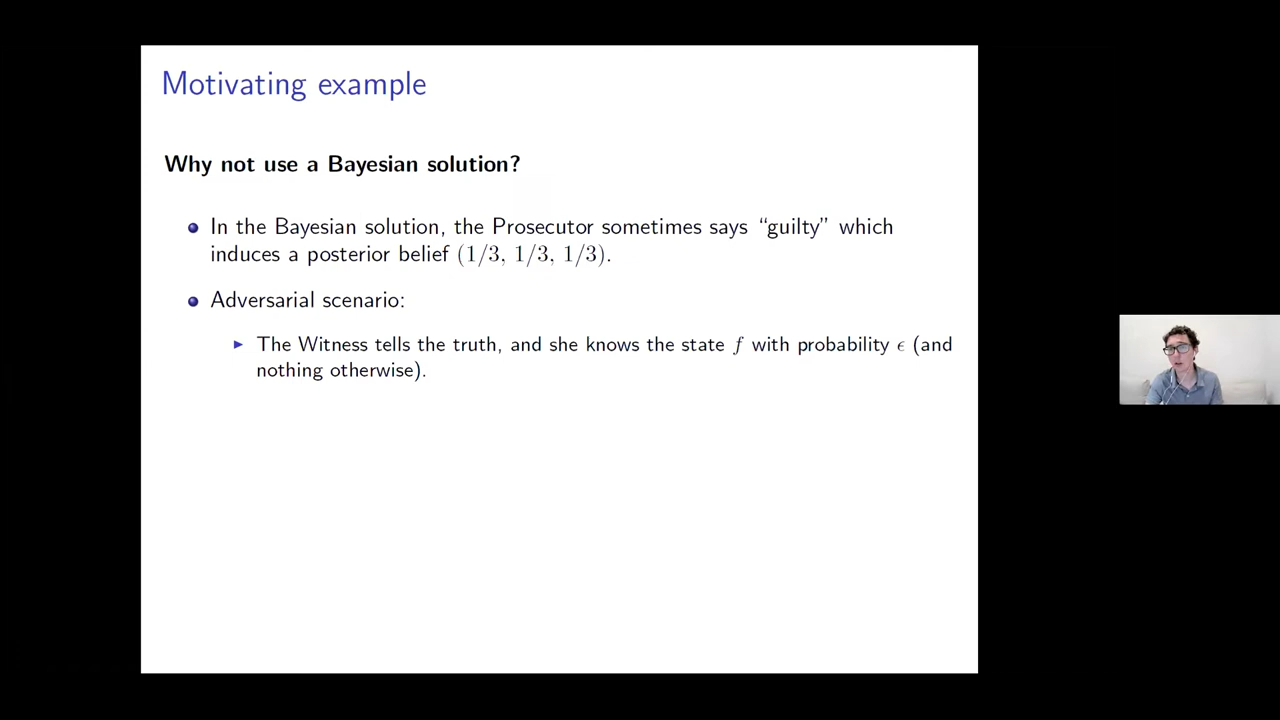 Motivating example
Why not use a Bayesian solution?
In the Bayesian solution, the Prosecutor sometimes says “guilty” which
induces a posterior belief (1/3, 1/3, 1/3).
Adversarial scenario:
The Witness tells the truth, and she knows the state f with probability ϵ (and
nothing otherwise).